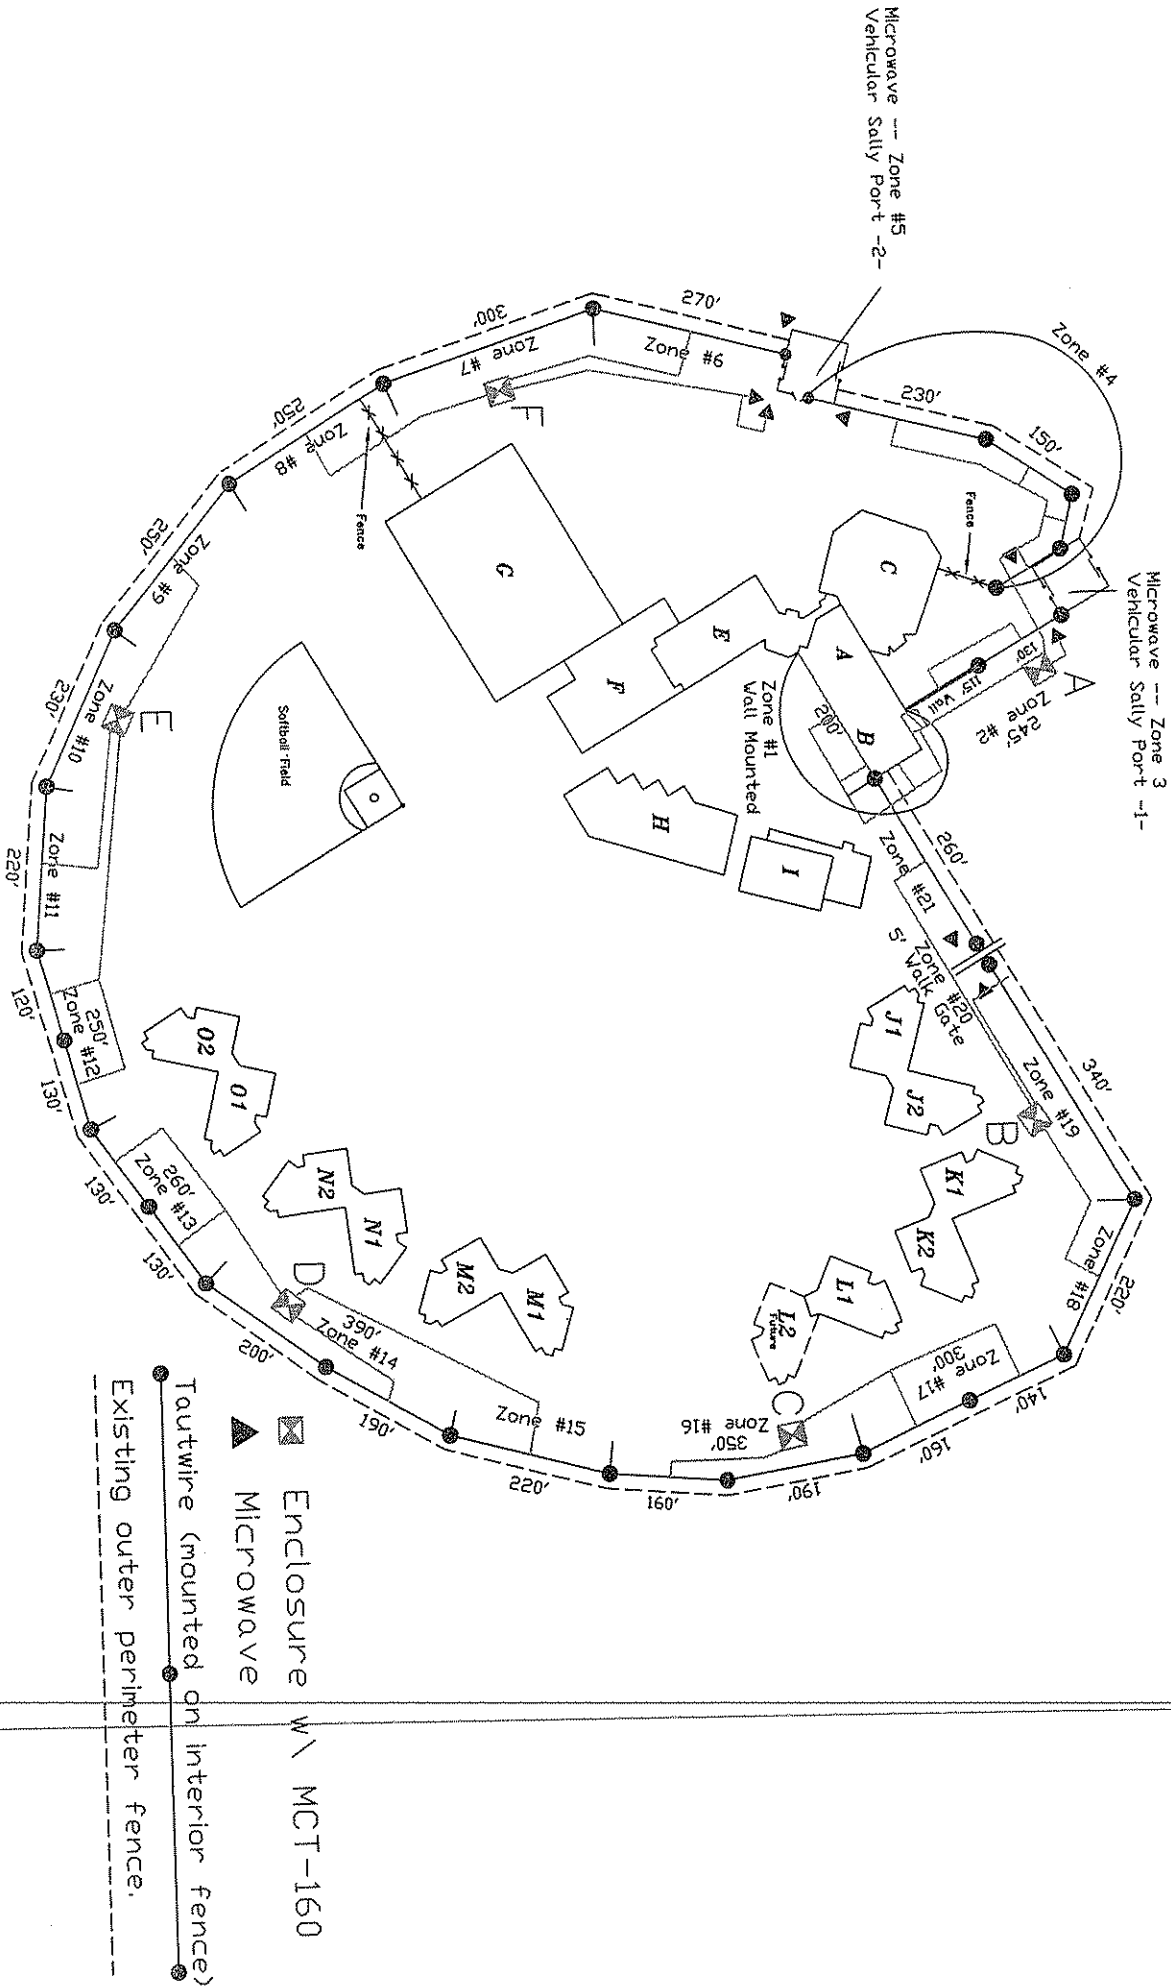 Microwave -- Zone #5
Vehicular Sally Port -2-
Microwave -- Zone 3
Vehicular Sally Port -1-
Zone #4
230'
150'
270'
Zone #6
300'
Zone #7
F
250'
Zone #8
Fence
Fence
250'
Zone #9
230'
Zone #10
E
220'
Zone #11
120'
250'
Zone #12
130'
260'
Zone #13
130'
130'
D
200'
390'
Zone #14
190'
Zone #15
220'
160'
Zone #16
350'
C
190'
160'
Zone #17
300'
140'
Zone #18
220'
Zone #19
340'
B
Zone #20
5' Walk Gate
Zone #21
260'
Zone #1
Wall Mounted
200'
A
130'
115' Wall
245'
Zone #2
C
A
B
E
F
G
H
I
J1
J2
K1
K2
L1
L2
Future
M1
M2
N1
N2
O1
O2
Softball Field
Enclosure w\ MCT-160
Microwave
Tautwire (mounted on interior fence)
Existing outer perimeter fence.